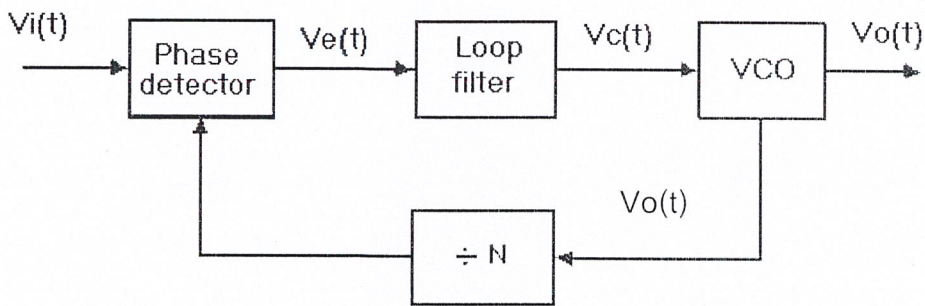 Vi(t)
Phase
detector
Ve(t)
Loop
filter
Vc(t)
VCO
Vo(t)
Vo(t)
÷ N